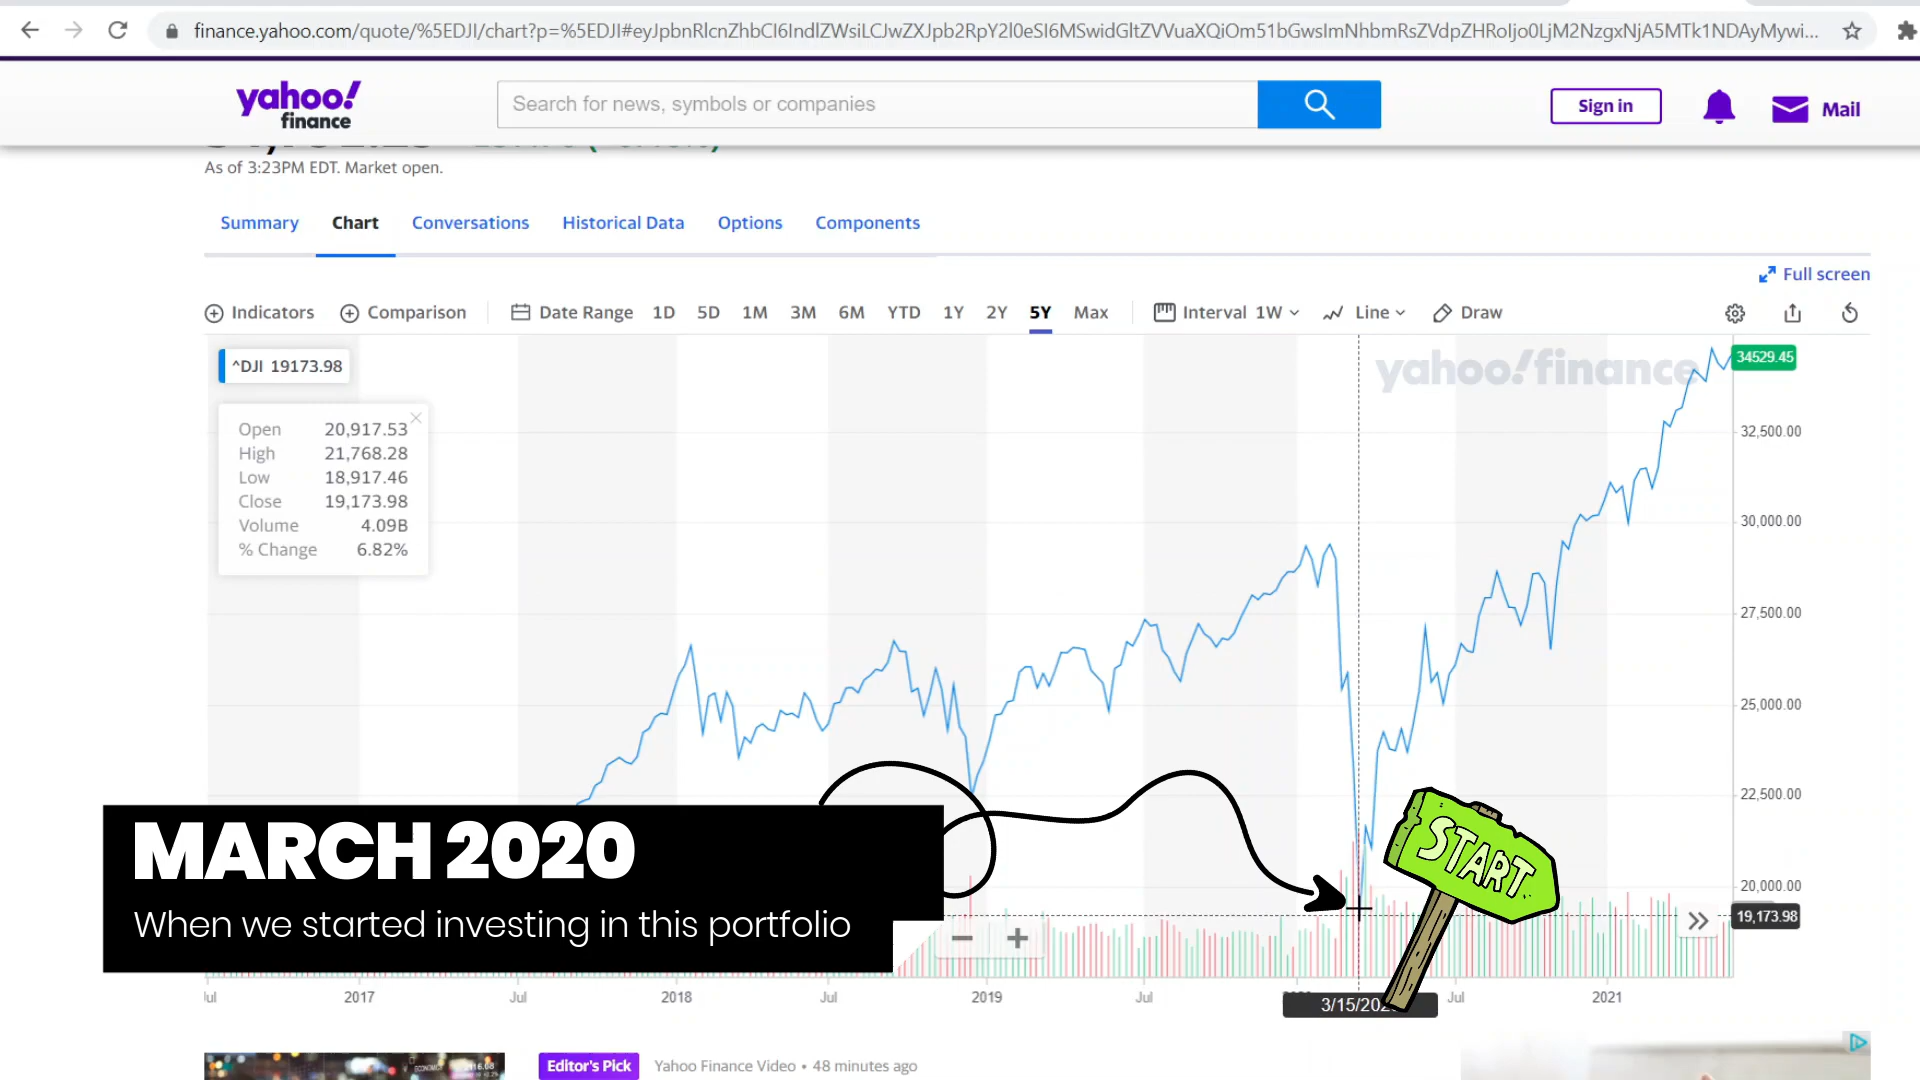 finance.yahoo.com/quote/%5EDJI/chart?p=%5EDJI#eyJpbnRlcnZhbCI6IndlZWsiLCJwZXJpb2RpY2l0eSI6MSwidGltZVVuaXQiOm51bGwsImNhbmRsZVdpZHRoIjo0LjM2NzgxNjA5MTk1NDAyMywi...
yahoo!
finance
Search for news, symbols or companies
Sign in
Mail
As of 3:23PM EDT. Market open.
Summary Chart Conversations Historical Data Options Components
Full screen
Indicators Comparison Date Range 1D 5D 1M 3M 6M YTD 1Y 2Y 5Y Max Interval 1W Line Draw
^DJI 19173.98
yahoo!finance
34529.45
Open 20,917.53
High 21,768.28
Low 18,917.46
Close 19,173.98
Volume 4.09B
% Change 6.82%
32,500.00
30,000.00
27,500.00
25,000.00
22,500.00
20,000.00
19,173.98
START
MARCH 2020
When we started investing in this portfolio
2017 Jul 2018 Jul 2019 Jul Jul 2021
Editor's Pick Yahoo Finance Video • 48 minutes ago